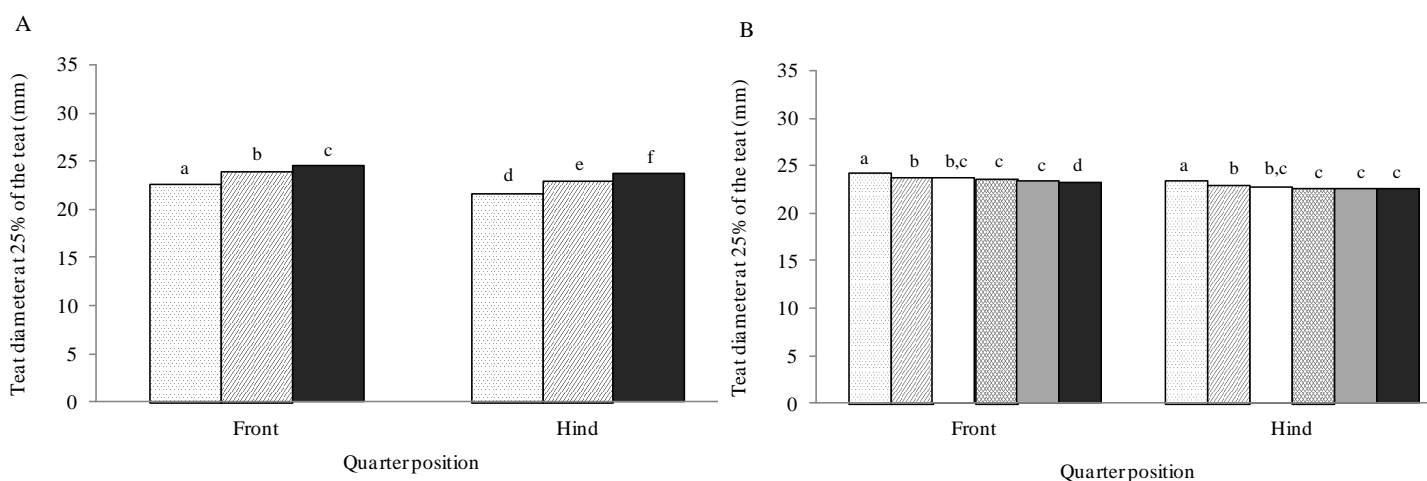 A
Teat diameter at 25% of the teat (mm)
35
30
25
20
15
10
5
0
a
b
c
d
e
f
Front
Hind
Quarter position
B
Teat diameter at 25% of the teat (mm)
35
30
25
20
15
10
5
0
a
b
b,c
c
c
d
a
b
b,c
c
c
c
Front
Hind
Quarter position